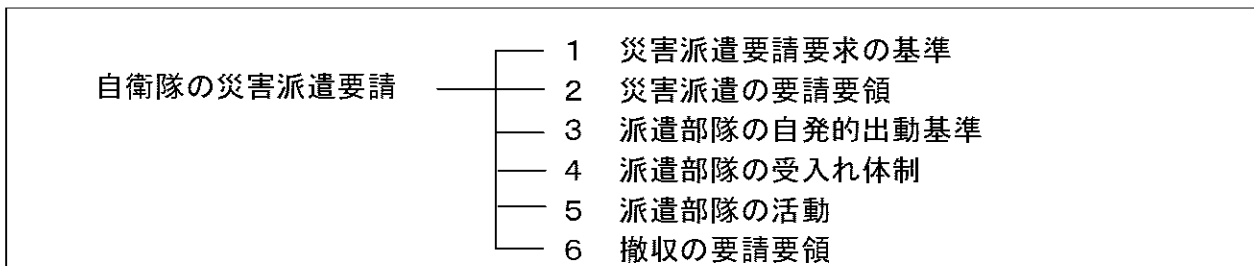 自衛隊の災害派遣要請
1 災害派遣要請要求の基準
2 災害派遣の要請要領
3 派遣部隊の自発的出動基準
4 派遣部隊の受入れ体制
5 派遣部隊の活動
6 撤収の要請要領